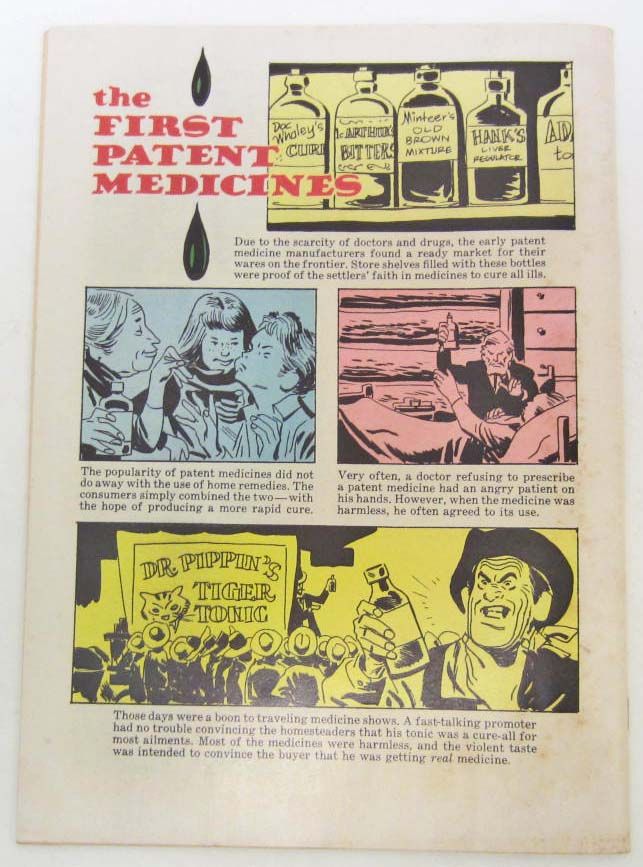 the
FIRST
PATENT
MEDICINES
Doc
Whaley's
CURE
McARTHUR'S
BITTERS
Minteer's
OLD
BROWN
MIXTURE
HANK'S
LIVER
REGULATOR
AD
to
Due to the scarcity of doctors and drugs, the early patent
medicine manufacturers found a ready market for their
wares on the frontier. Store shelves filled with these bottles
were proof of the settlers' faith in medicines to cure all ills.
The popularity of patent medicines did not
do away with the use of home remedies. The
consumers simply combined the two—with
the hope of producing a more rapid cure.
Very often, a doctor refusing to prescribe
a patent medicine had an angry patient on
his hands. However, when the medicine was
harmless, he often agreed to its use.
DR PIPPIN'S
TIGER
TONIC
Those days were a boon to traveling medicine shows. A fast-talking promoter
had no trouble convincing the homesteaders that his tonic was a cure-all for
most ailments. Most of the medicines were harmless, and the violent taste
was intended to convince the buyer that he was getting real medicine.